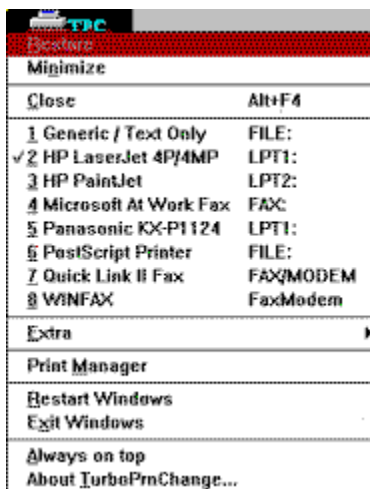 TPC
Restore
Minimize
Close Alt+F4
1 Generic / Text Only FILE:
✓2 HP LaserJet 4P/4MP LPT1:
3 HP PaintJet LPT2:
4 Microsoft At Work Fax FAX:
5 Panasonic KX-P1124 LPT1:
6 PostScript Printer FILE:
7 Quick Link II Fax FAX/MODEM
8 WINFAX FaxModem
Extra
Print Manager
Restart Windows
Exit Windows
Always on top
About TurboPrnChange...